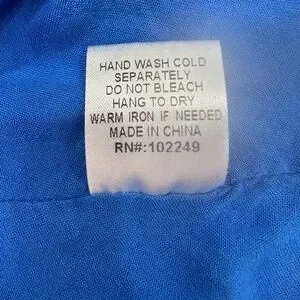 HAND WASH COLD
SEPARATELY
DO NOT BLEACH
HANG TO DRY
WARM IRON IF NEEDED
MADE IN CHINA
RN#:102249